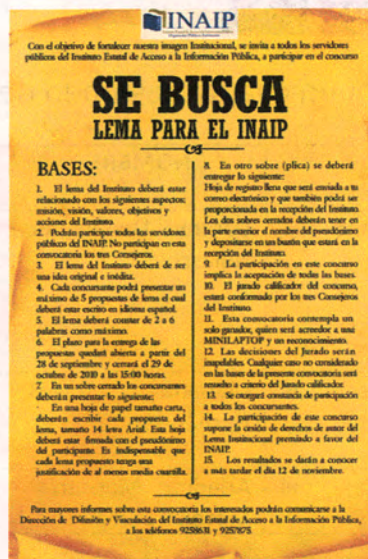 INAIP
Con el objetivo de fortalecer nuestra imagen Institucional, se invita a todos los servidores
públicos del Instituto Estatal de Acceso a la Información Pública, a participar en el concurso
SE BUSCA
LEMA PARA EL INAIP
BASES:
1. El lema del Instituto deberá estar
relacionado con los siguientes aspectos:
misión, visión, valores, objetivos y
acciones del Instituto.
2. Podrán participar todos los servidores
públicos del INAIP. No participan en esta
convocatoria los tres Consejeros.
3. El lema del Instituto deberá de ser
una idea original e inédita.
4. Cada concursante podrá presentar un
máximo de 5 propuestas de lema el cual
deberá estar escrito en idioma español.
5. El lema deberá constar de 2 a 6
palabras como máximo.
6. El plazo para la entrega de las
propuestas quedará abierta a partir del
28 de septiembre y cerrará el 29 de
octubre de 2010 a las 15:00 horas.
7. En un sobre cerrado los concursantes
deberán presentar lo siguiente:
En una hoja de papel tamaño carta,
deberán escribir cada propuesta del
lema, tamaño 14 letra Arial. Esta hoja
deberá estar firmada con el pseudónimo
del participante. Es indispensable que
cada lema propuesto tenga una
justificación de al menos media cuartilla.
8. En otro sobre (plica) se deberá
entregar lo siguiente:
Hoja de registro llena que será enviada a tu
correo electrónico y que también podrá ser
proporcionada en la recepción del Instituto.
Los dos sobres cerrados deberán tener en
la parte exterior el nombre del pseudónimo
y depositarse en un buzón que estará en la
recepción del Instituto.
9. La participación en este concurso
implica la aceptación de todas las bases.
10. El jurado calificador del concurso,
estará conformado por los tres Consejeros
del Instituto.
11. Esta convocatoria contempla un
solo ganador, quien será acreedor a una
MINILAPTOP y un reconocimiento.
12. Las decisiones del Jurado serán
inapelables. Cualquier caso no considerado
en las bases de la presente convocatoria será
resuelto a criterio del Jurado calificador.
13. Se otorgará constancia de participación
a todos los concursantes.
14. La participación de este concurso
supone la cesión de derechos de autor del
Lema Institucional premiado a favor del
INAIP.
15. Los resultados se darán a conocer
a más tardar el día 12 de noviembre.
Para mayores informes sobre esta convocatoria los interesados podrán comunicarse a la
Dirección de Difusión y Vinculación del Instituto Estatal de Acceso a la Información Pública,
a los teléfonos 9258631 y 9257875.